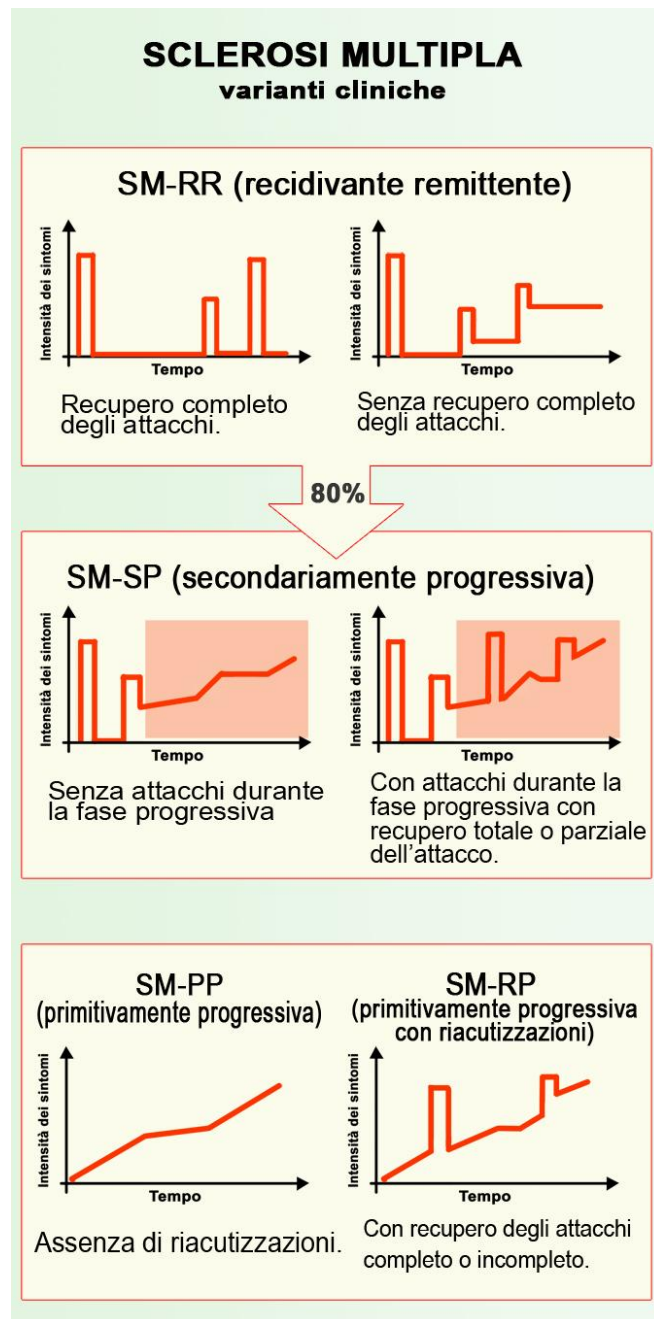 SCLEROSI MULTIPLA
varianti cliniche
SM-RR (recidivante remittente)
Intensità dei sintomi
Tempo
Recupero completo
degli attacchi.
Intensità dei sintomi
Tempo
Senza recupero completo
degli attacchi.
80%
SM-SP (secondariamente progressiva)
Intensità dei sintomi
Tempo
Senza attacchi durante
la fase progressiva
Intensità dei sintomi
Tempo
Con attacchi durante la
fase progressiva con
recupero totale o parziale
dell'attacco.
SM-PP
(primitivamente progressiva)
Intensità dei sintomi
Tempo
Assenza di riacutizzazioni.
SM-RP
(primitivamente progressiva
con riacutizzazioni)
Intensità dei sintomi
Tempo
Con recupero degli attacchi
completo o incompleto.